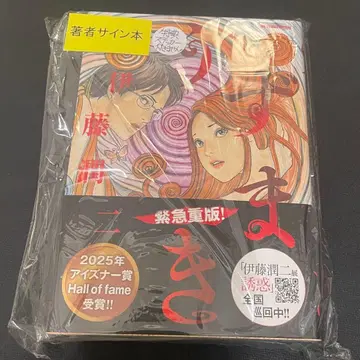 著者サイン本
うずまき
伊藤潤二
緊急重版!
2025年
アイズナー賞
Hall of fame
受賞!!
「伊藤潤二展
誘惑」
全国
巡回中!!